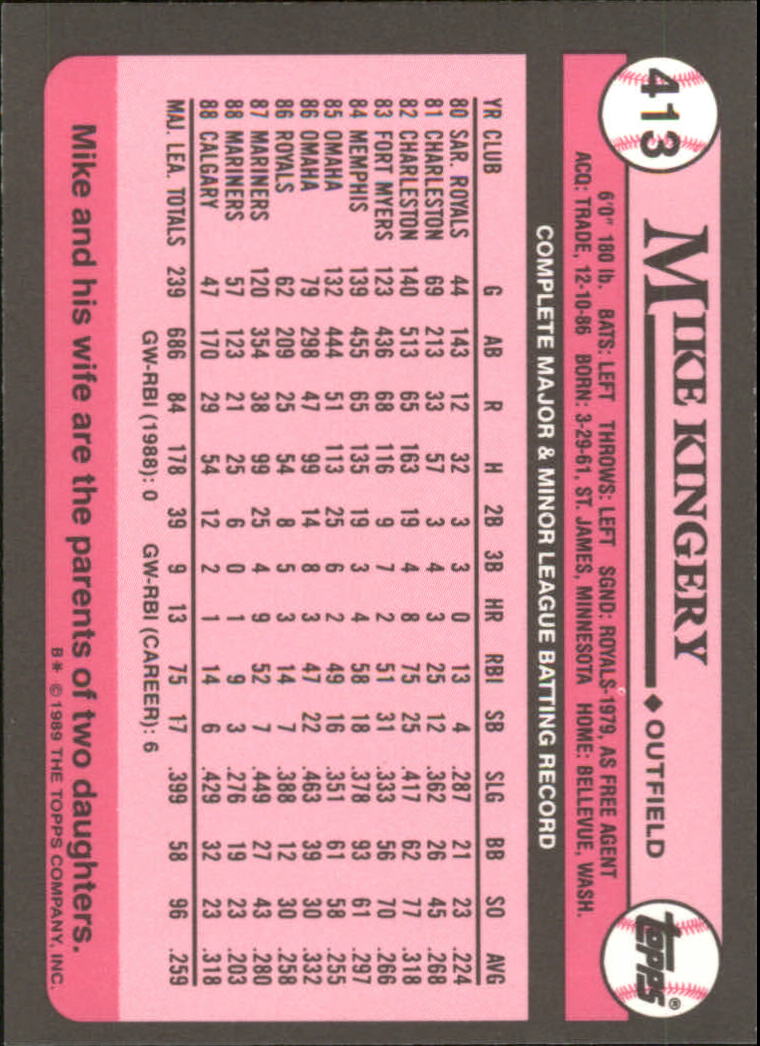 413
MIKE KINGERY ◆ OUTFIELD
topps®
6'0" 180 lb. BATS: LEFT THROWS: LEFT SGND: ROYALS-1979, AS FREE AGENT
ACQ: TRADE, 12-10-86 BORN: 3-29-61, ST. JAMES, MINNESOTA HOME: BELLEVUE, WASH.
COMPLETE MAJOR & MINOR LEAGUE BATTING RECORD
YR CLUB G AB R H 2B 3B HR RBI SB SLG BB SO AVG
80 SAR. ROYALS 44 143 12 32 3 3 0 13 4 .287 21 23 .224
81 CHARLESTON 69 213 33 57 3 4 3 25 12 .362 26 45 .268
82 CHARLESTON 140 513 65 163 19 4 8 75 25 .417 62 77 .318
83 FORT MYERS 123 436 68 116 9 7 2 51 31 .333 56 70 .266
84 MEMPHIS 139 455 65 135 19 3 4 58 18 .378 93 61 .297
85 OMAHA 132 444 51 113 25 6 2 49 16 .351 61 58 .255
86 OMAHA 79 298 47 99 14 8 3 47 22 .463 39 30 .332
86 ROYALS 62 209 25 54 8 5 3 14 7 .388 12 30 .258
87 MARINERS 120 354 38 99 25 4 9 52 7 .449 27 43 .280
88 MARINERS 57 123 21 25 6 0 1 9 3 .276 19 23 .203
88 CALGARY 47 170 29 54 12 2 1 14 6 .429 32 23 .318
MAJ. LEA. TOTALS 239 686 84 178 39 9 13 75 17 .399 58 96 .259
GW-RBI (1988): 0 GW-RBI (CAREER): 6
Mike and his wife are the parents of two daughters.
B* © 1989 THE TOPPS COMPANY, INC.